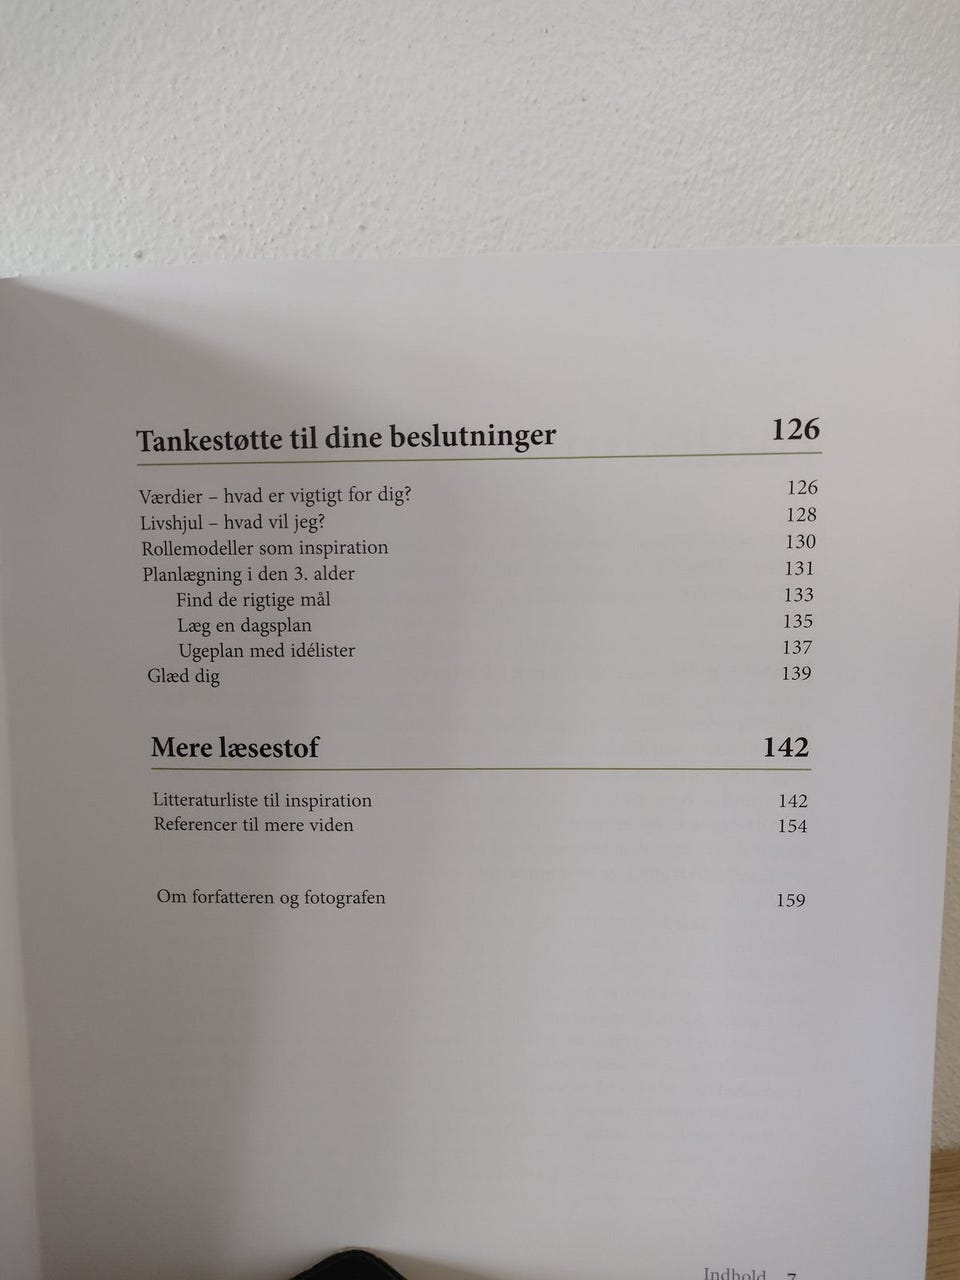 Tankestøtte til dine beslutninger 126
Værdier – hvad er vigtigt for dig? 126
Livshjul – hvad vil jeg? 128
Rollemodeller som inspiration 130
Planlægning i den 3. alder 131
Find de rigtige mål 133
Læg en dagsplan 135
Ugeplan med idélister 137
Glæd dig 139
Mere læsestof 142
Litteraturliste til inspiration 142
Referencer til mere viden 154
Om forfatteren og fotografen 159
Indhold 7